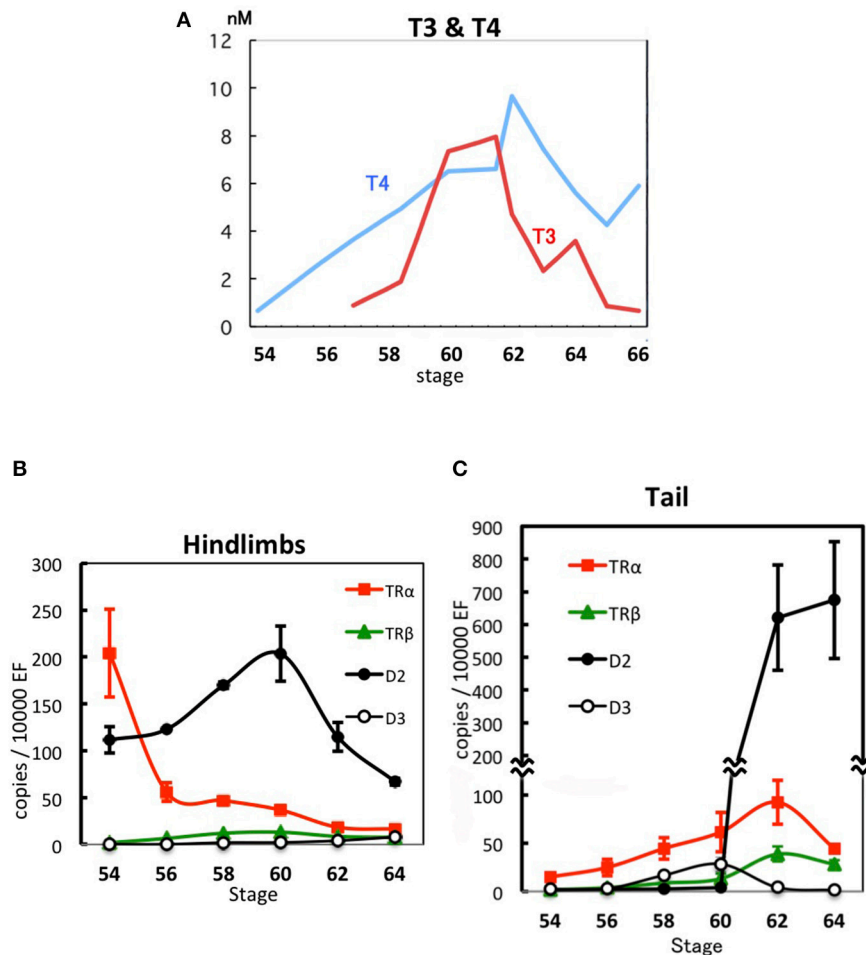 A
nM
T3 & T4
12
10
8
6
4
2
0
T4
T3
54 56 58 60 62 64 66
stage
B
Hindlimbs
copies / 10000 EF
300
250
200
150
100
50
0
TRα
TRβ
D2
D3
54 56 58 60 62 64
Stage
C
Tail
copies / 10000 EF
900
800
700
600
500
400
300
200
100
50
0
TRα
TRβ
D2
D3
54 56 58 60 62 64
Stage